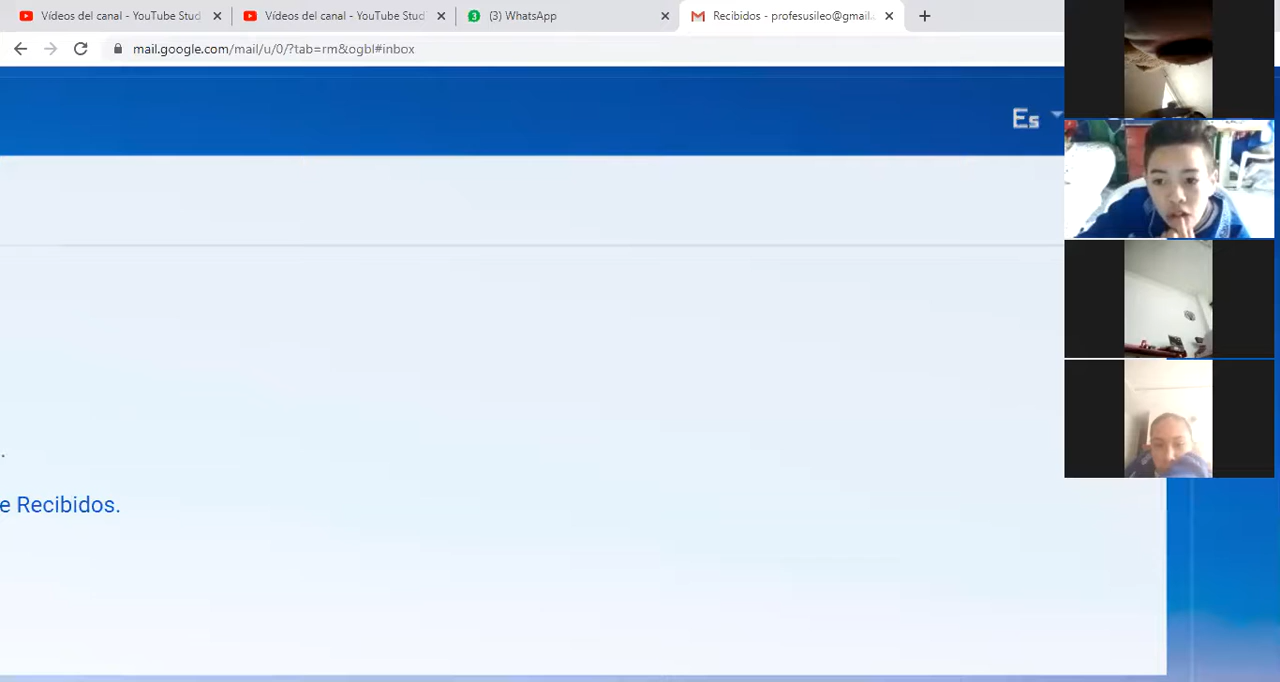 Vídeos del canal - YouTube Stud
Vídeos del canal - YouTube Stud
3 (3) WhatsApp
Recibidos - profesusileo@gmail.
mail.google.com/mail/u/0/?tab=rm&ogbl#inbox
Es
.
e Recibidos.